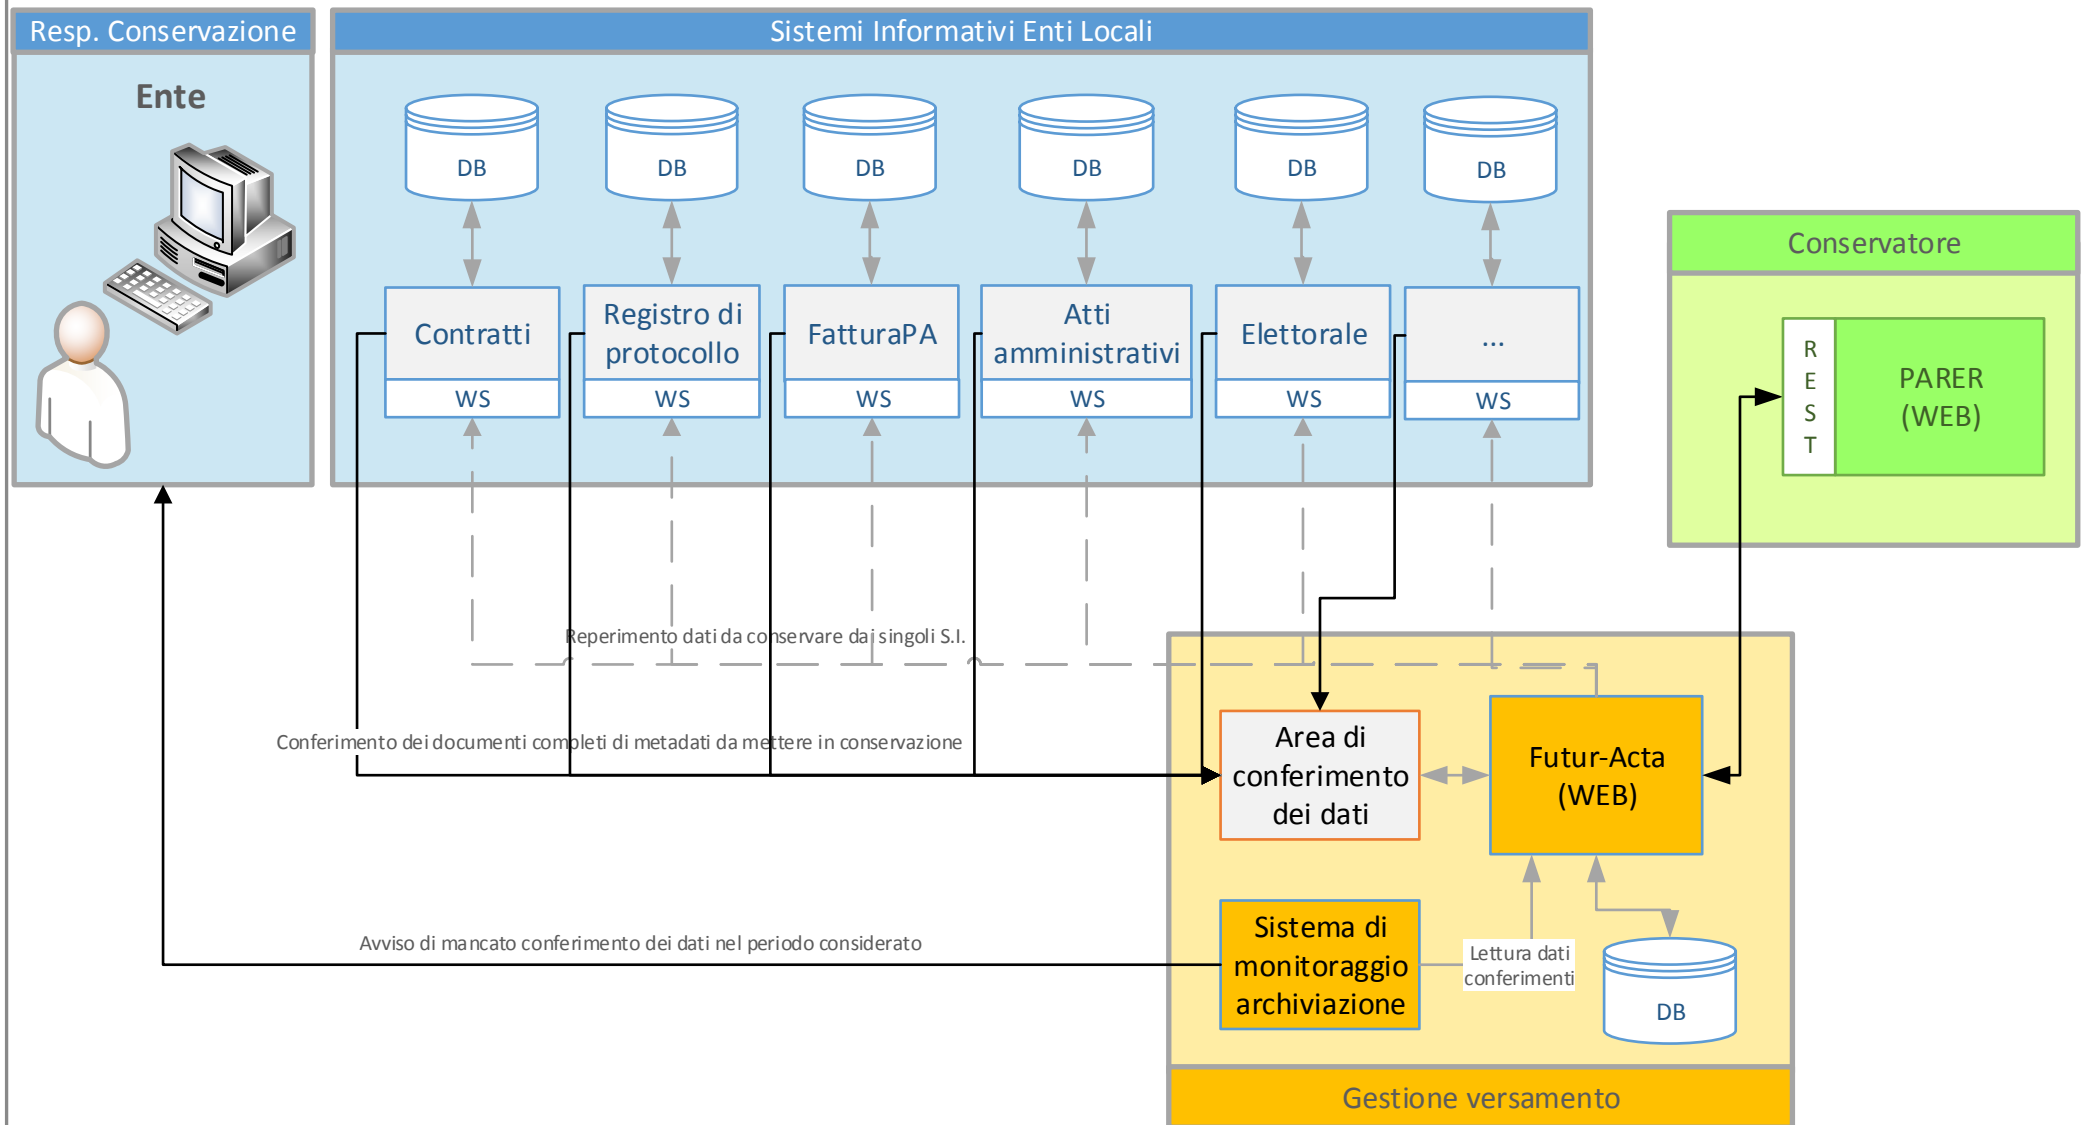 Resp. Conservazione
Sistemi Informativi Enti Locali
Ente
DB
DB
DB
DB
DB
DB
Contratti
WS
Registro di
protocollo
WS
FatturaPA
WS
Atti
amministrativi
WS
Elettorale
WS
...
WS
Conservatore
R
E
S
T
PARER
(WEB)
Reperimento dati da conservare dai singoli S.I.
Conferimento dei documenti completi di metadati da mettere in conservazione
Area di
conferimento
dei dati
Futur-Acta
(WEB)
Avviso di mancato conferimento dei dati nel periodo considerato
Sistema di
monitoraggio
archiviazione
Lettura dati
conferimenti
DB
Gestione versamento